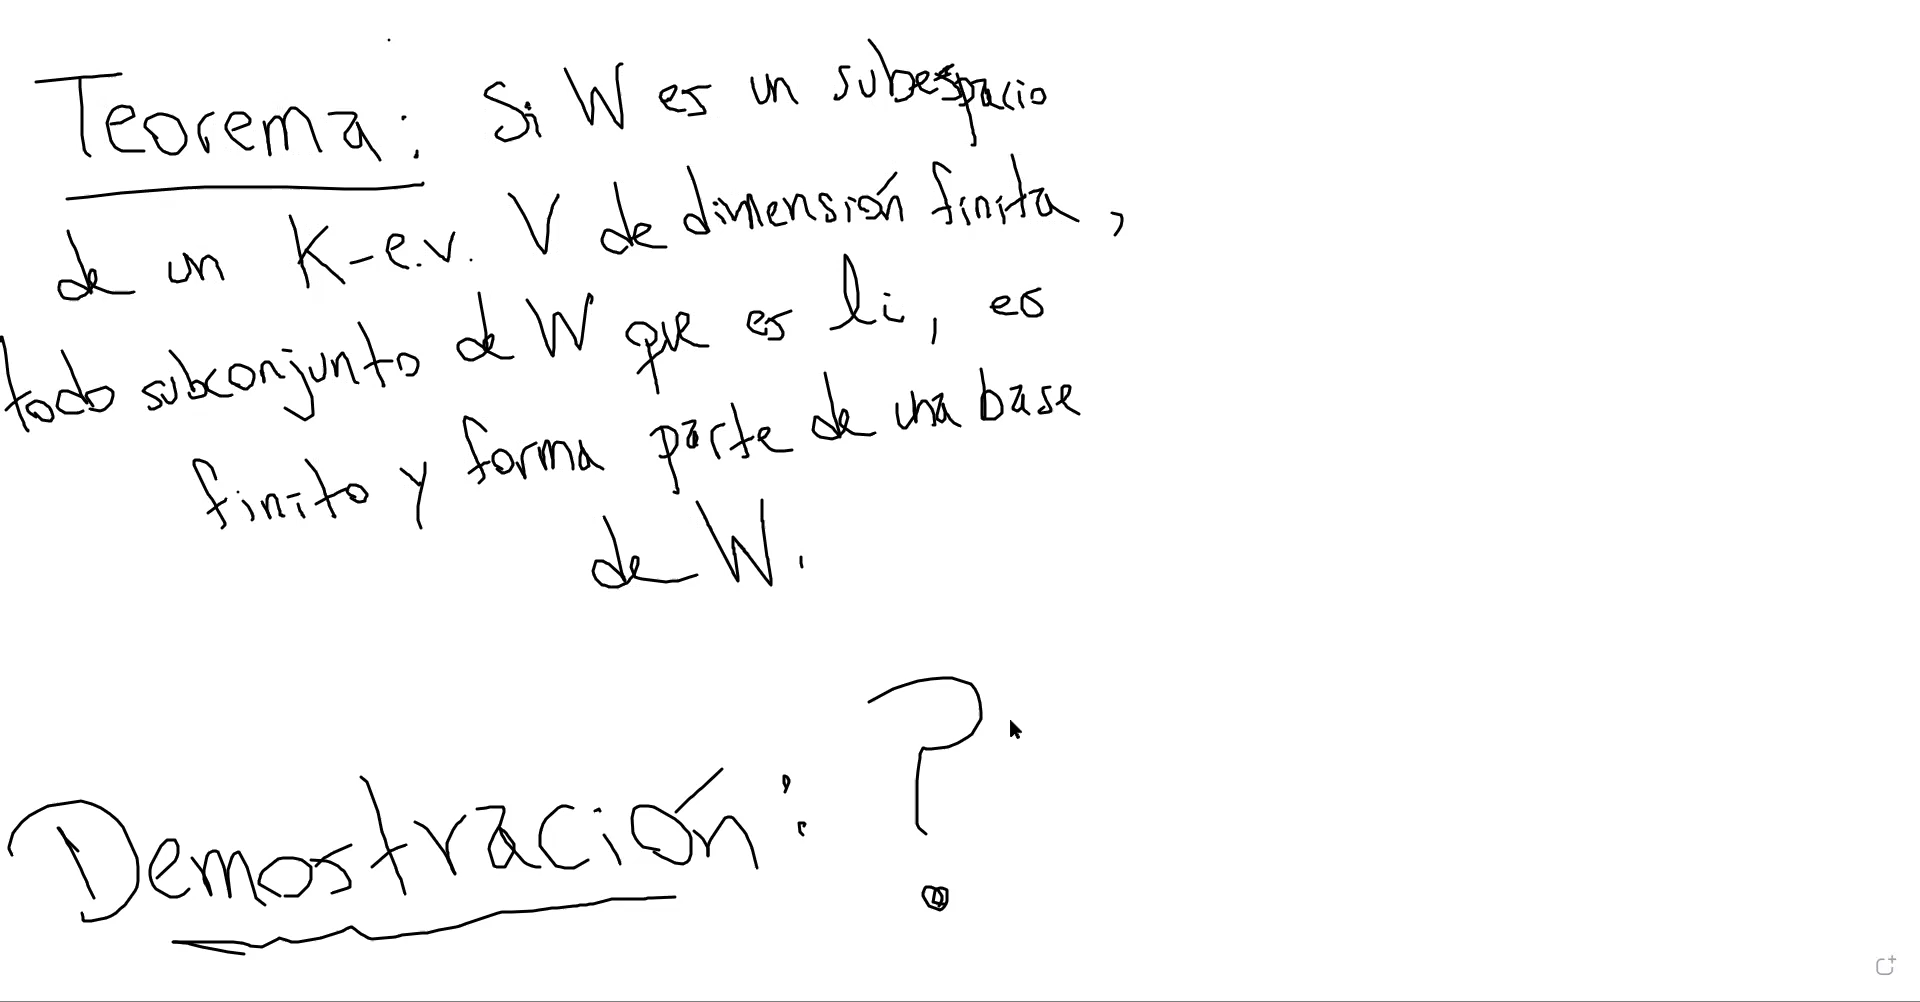 Teorema: Si W es un subespacio
de un K-e.v. V de dimensión finita,
todo subconjunto de W que es li, es
finito y forma parte de una base
de W.
Demostración: ?